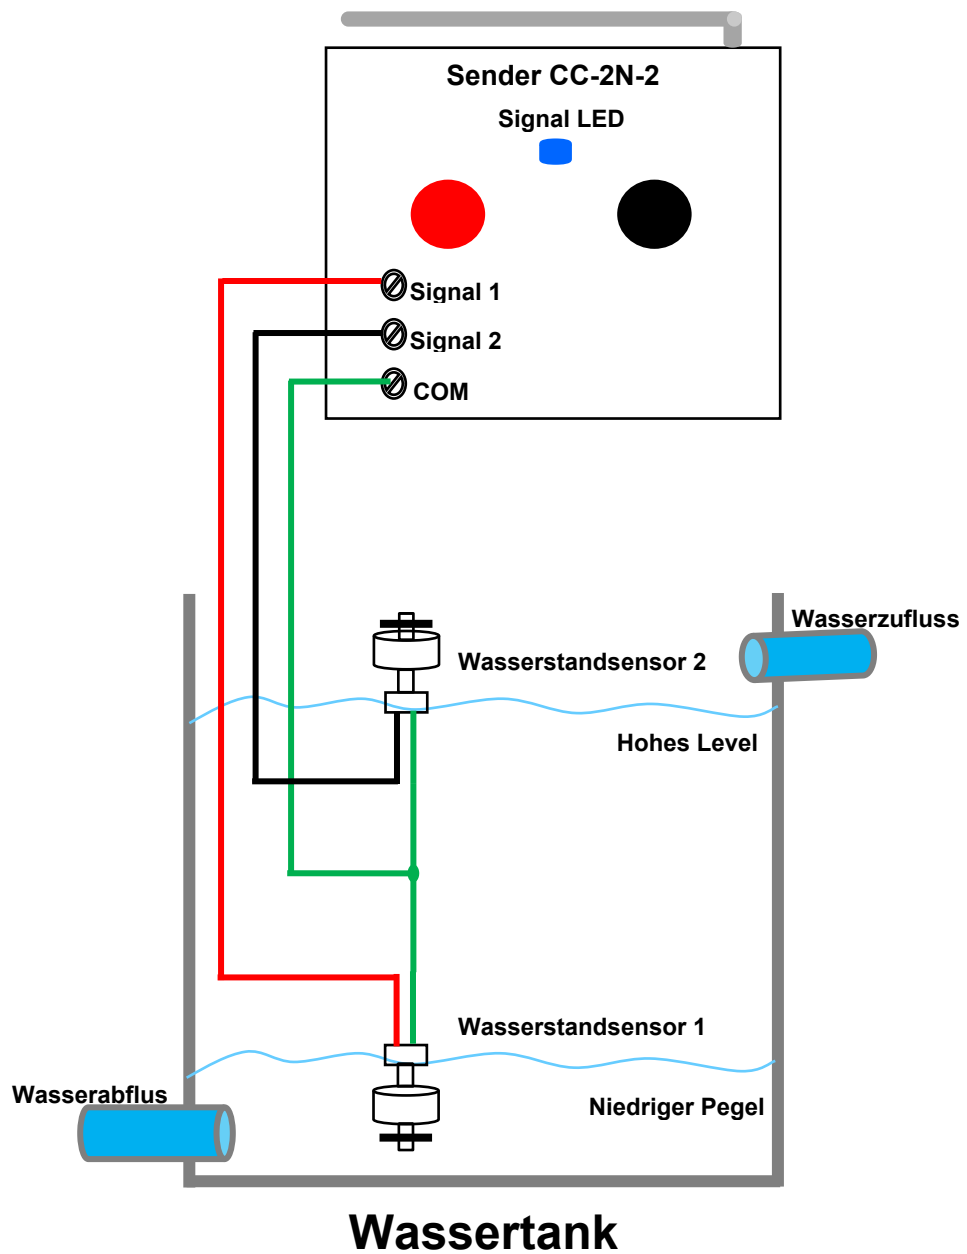 Sender CC-2N-2
Signal LED
Signal 1
Signal 2
COM
Wasserzufluss
Wasserstandsensor 2
Hohes Level
Wasserstandsensor 1
Wasserabflus
Niedriger Pegel
Wassertank